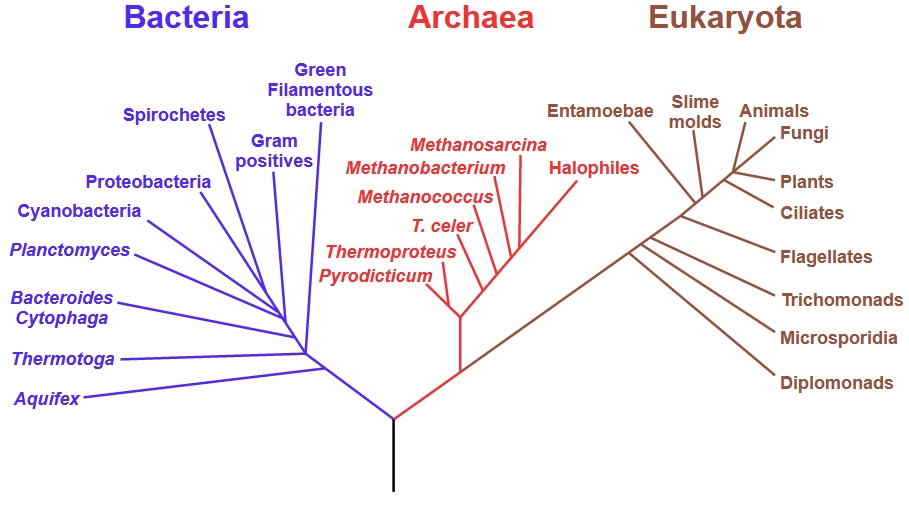 Bacteria
Archaea
Eukaryota
Green
Filamentous
bacteria
Spirochetes
Gram
positives
Proteobacteria
Cyanobacteria
Planctomyces
Bacteroides
Cytophaga
Thermotoga
Aquifex
Methanosarcina
Methanobacterium
Halophiles
Methanococcus
T. celer
Thermoproteus
Pyrodicticum
Entamoebae
Slime
molds
Animals
Fungi
Plants
Ciliates
Flagellates
Trichomonads
Microsporidia
Diplomonads